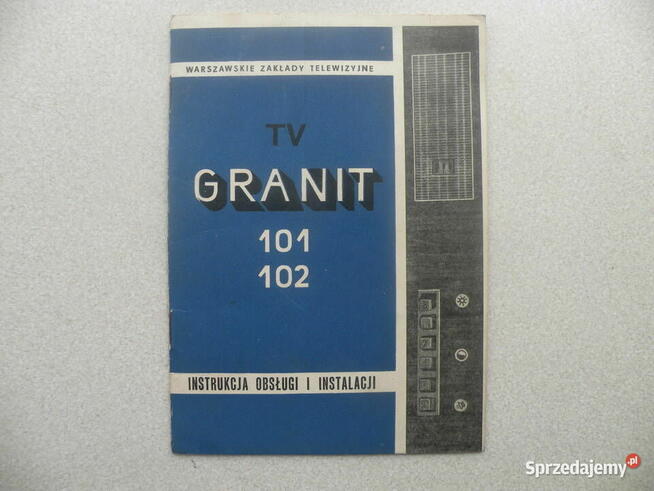 WARSZAWSKIE ZAKŁADY TELEWIZYJNE
TV
GRANIT
101
102
INSTRUKCJA OBSŁUGI I INSTALACJI
Sprzedajemy.pl